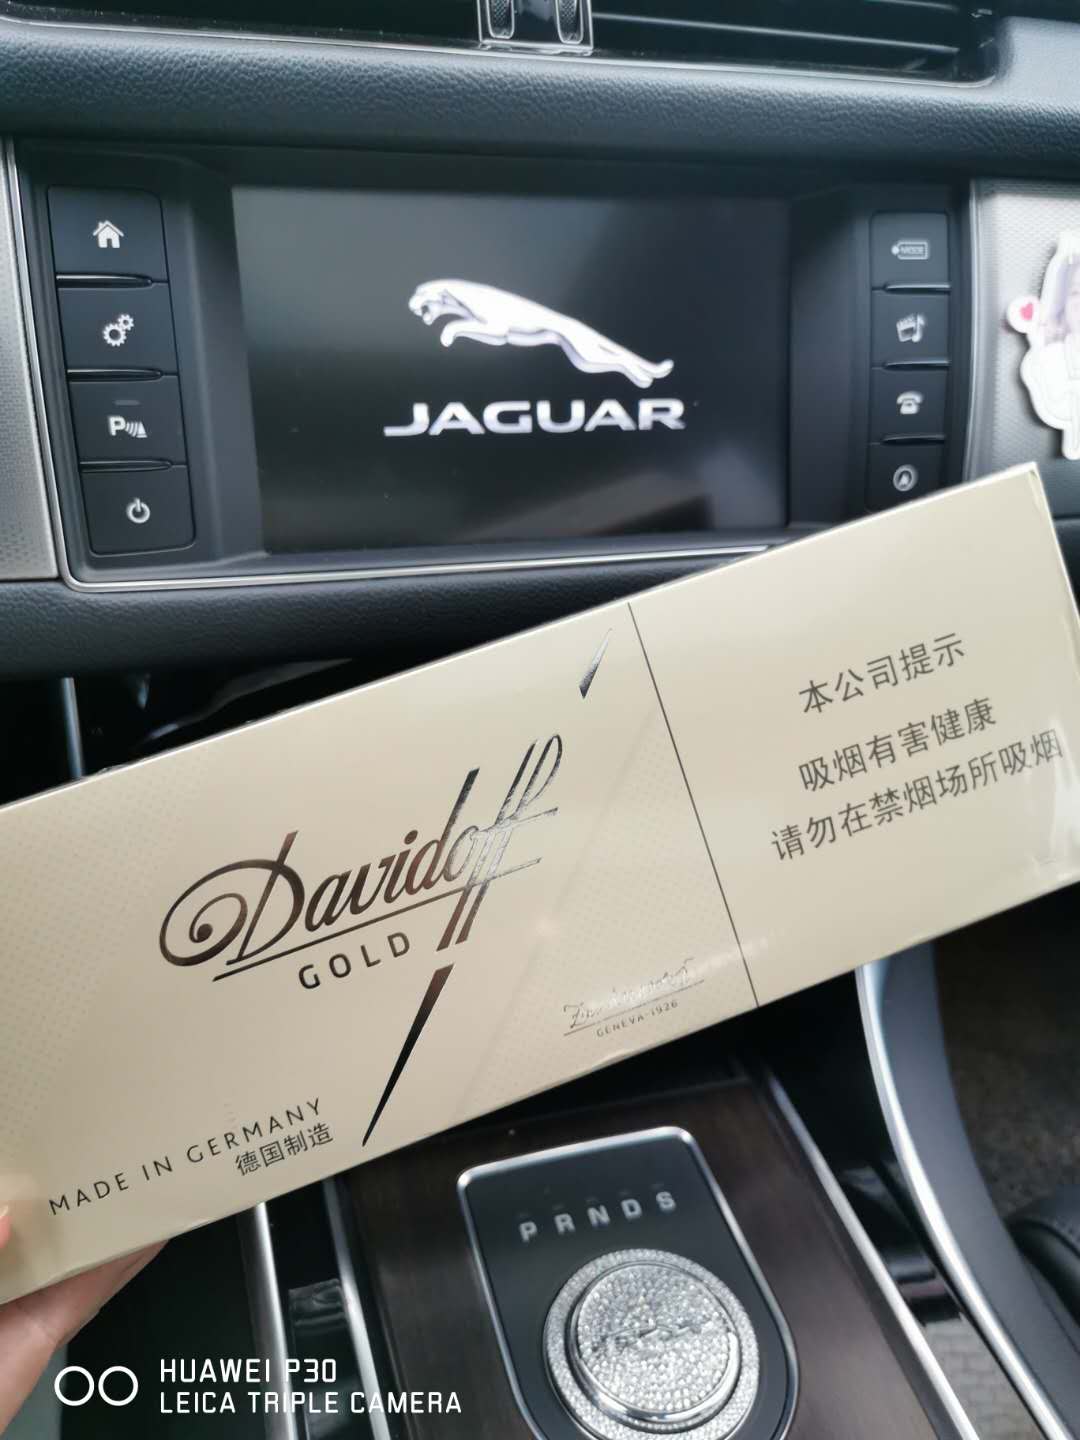 MODE
P
JAGUAR
本公司提示
吸烟有害健康
请勿在禁烟场所吸烟
Davidoff
GOLD
GENEVA-1926
MADE IN GERMANY
德国制造
P R N D S
HUAWEI P30
LEICA TRIPLE CAMERA